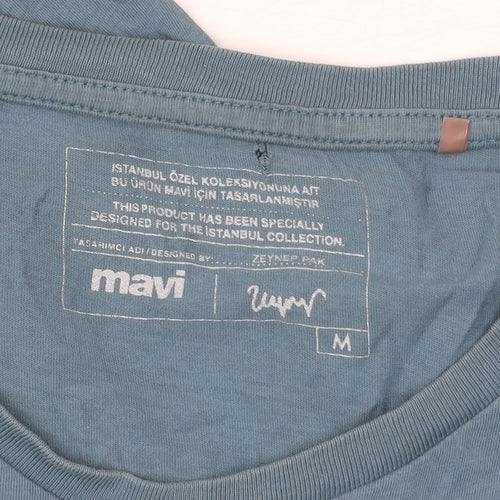 İSTANBUL ÖZEL KOLEKSİYONUNA AİT
BU ÜRÜN MAVİ İÇİN TASARLANMIŞTIR
THIS PRODUCT HAS BEEN SPECIALLY
DESIGNED FOR THE İSTANBUL COLLECTION.
TASARIMCI ADI / DESIGNED BY: ZEYNEP PAK
mavi
M